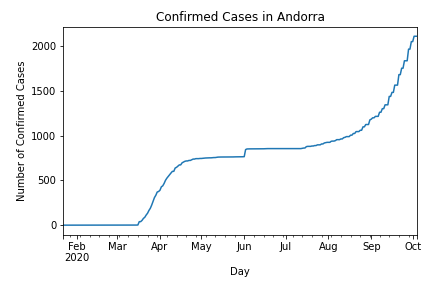 Confirmed Cases in Andorra
Number of Confirmed Cases
2000
1500
1000
500
0
Feb Mar Apr May Jun Jul Aug Sep Oct
2020
Day